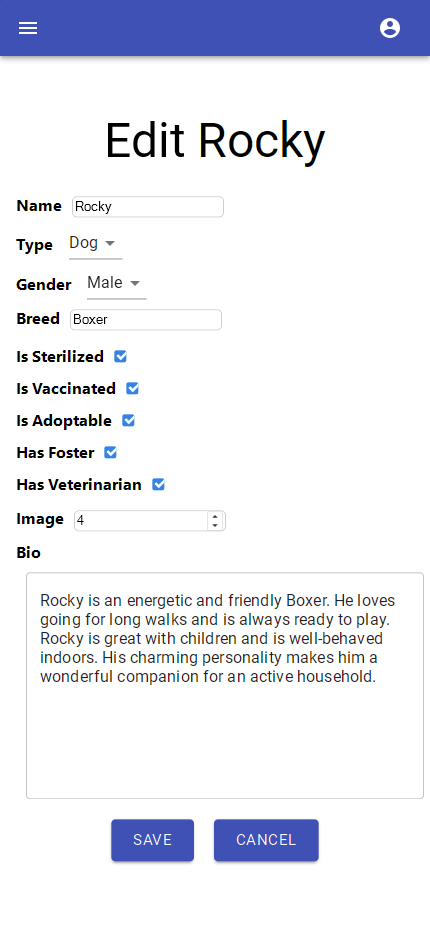 Edit Rocky
Name Rocky
Type Dog
Gender Male
Breed Boxer
Is Sterilized
Is Vaccinated
Is Adoptable
Has Foster
Has Veterinarian
Image 4
Bio
Rocky is an energetic and friendly Boxer. He loves
going for long walks and is always ready to play.
Rocky is great with children and is well-behaved
indoors. His charming personality makes him a
wonderful companion for an active household.
SAVE CANCEL